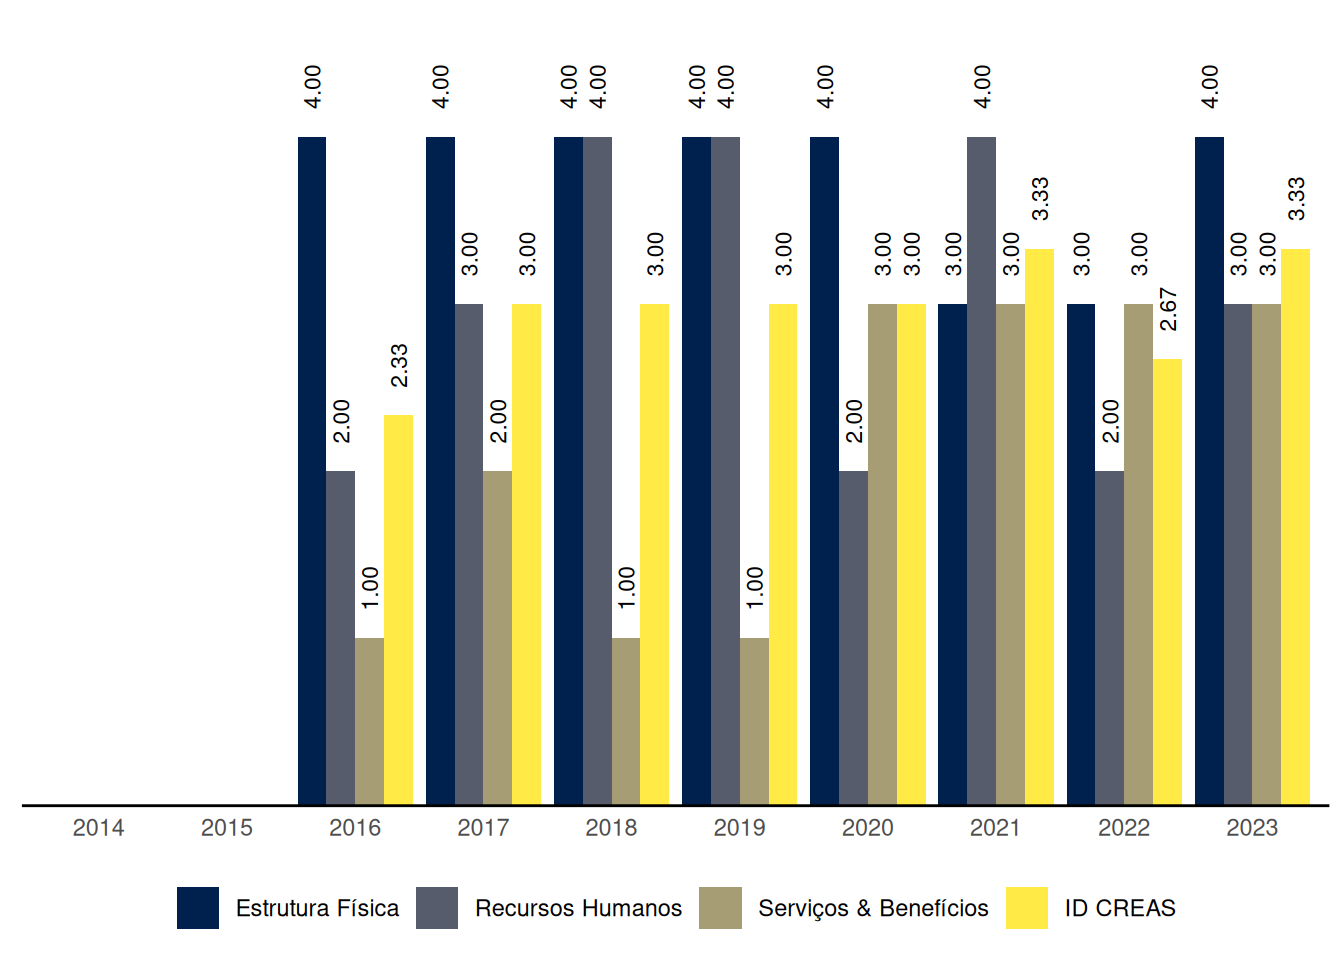 4.00 4.00 4.00 4.00 4.00 4.00 4.00 4.00 4.00
3.33 3.33
3.00 3.00 3.00 3.00 3.00 3.00 3.00 3.00 3.00 3.00 3.00 3.00
2.67
2.33
2.00 2.00 2.00 2.00
1.00 1.00 1.00
2014 2015 2016 2017 2018 2019 2020 2021 2022 2023
Estrutura Física Recursos Humanos Serviços & Benefícios ID CREAS